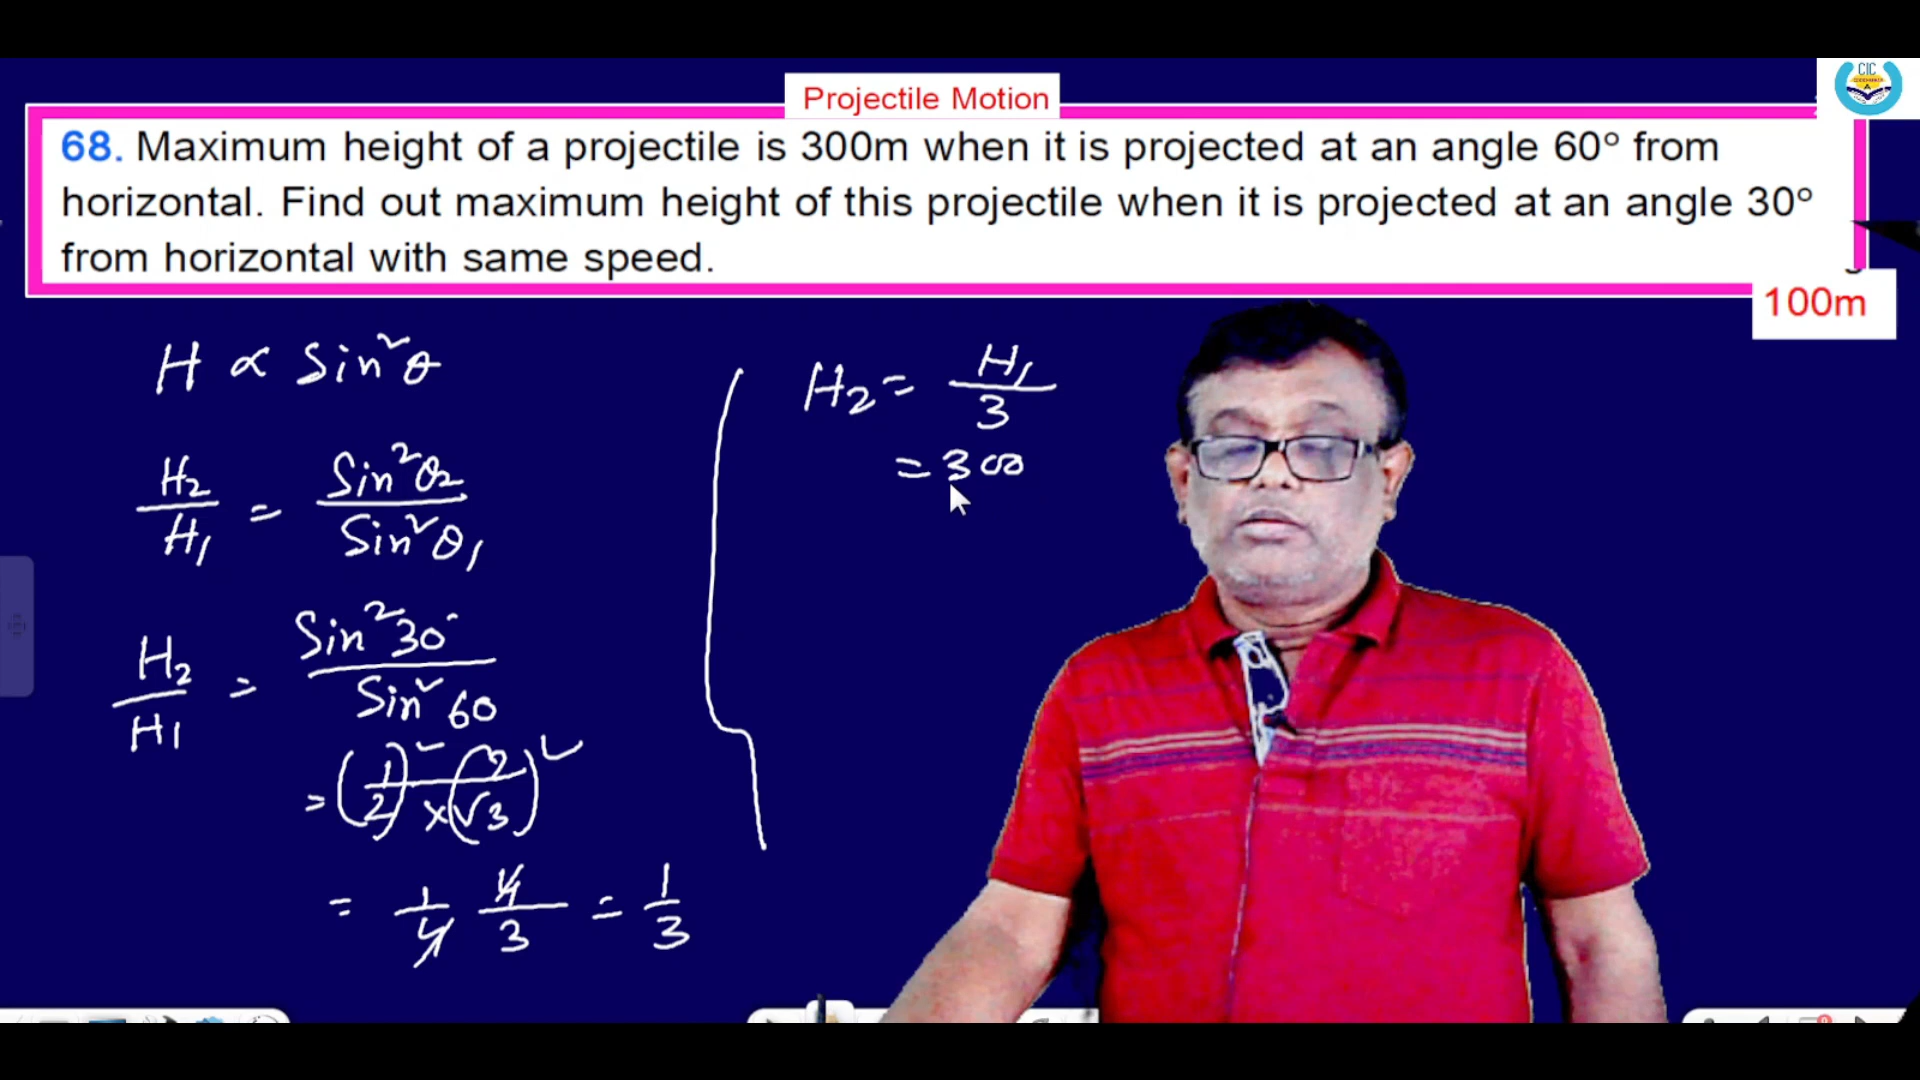 CIC
Projectile Motion
68. Maximum height of a projectile is 300m when it is projected at an angle 60° from
horizontal. Find out maximum height of this projectile when it is projected at an angle 30°
from horizontal with same speed.
100m
H ∝ Sin²θ
H₂/H₁ = Sin²θ₂/Sin²θ₁
H₂/H1 = Sin²30°/Sin²60
= (1/2)² × (2/√3)²
= 1/4 4/3 = 1/3
H₂ = H₁/3
= 300